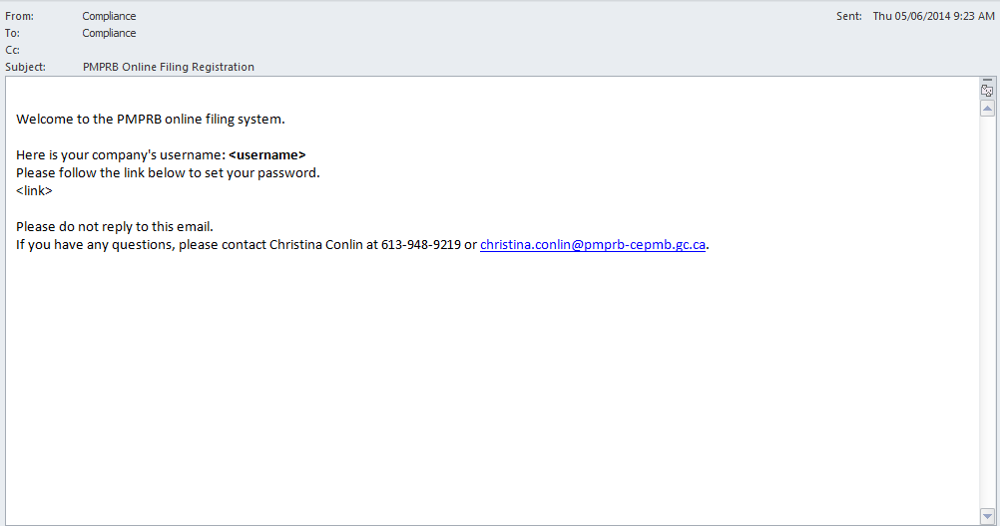 From: Compliance Sent: Thu 05/06/2014 9:23 AM
To: Compliance
Cc:
Subject: PMPRB Online Filing Registration
Welcome to the PMPRB online filing system.
Here is your company's username: <username>
Please follow the link below to set your password.
<link>
Please do not reply to this email.
If you have any questions, please contact Christina Conlin at 613-948-9219 or christina.conlin@pmprb-cepmb.gc.ca.